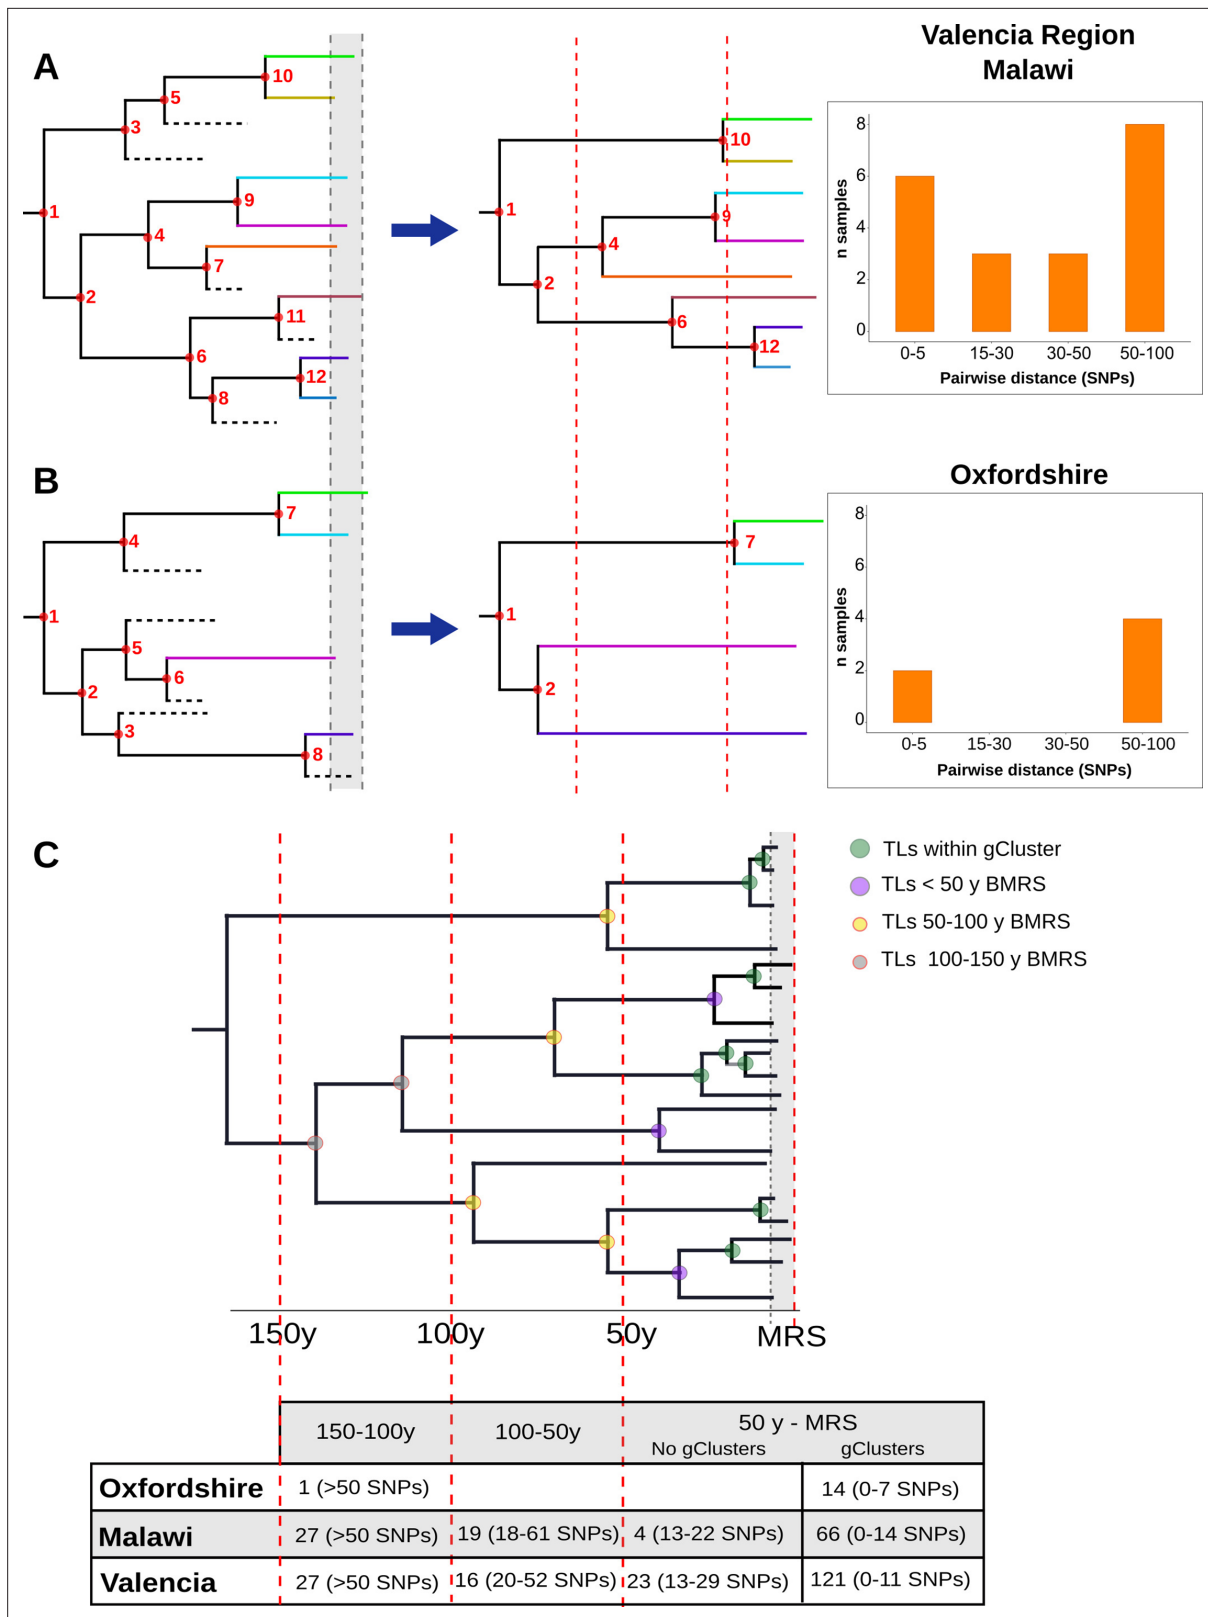 A
10
5
3
9
1
4
7
2
11
6
12
8
10
1
9
4
2
6
12
Valencia Region
Malawi
8
6
4
2
0
n samples
0-5 15-30 30-50 50-100
Pairwise distance (SNPs)
B
7
4
1
5
6
2
3
8
7
1
2
Oxfordshire
8
6
4
2
0
n samples
0-5 15-30 30-50 50-100
Pairwise distance (SNPs)
C
TLs within gCluster
TLs < 50 y BMRS
TLs 50-100 y BMRS
TLs 100-150 y BMRS
150y 100y 50y MRS
150-100y 100-50y 50 y - MRS
No gClusters gClusters
Oxfordshire 1 (>50 SNPs) 14 (0-7 SNPs)
Malawi 27 (>50 SNPs) 19 (18-61 SNPs) 4 (13-22 SNPs) 66 (0-14 SNPs)
Valencia 27 (>50 SNPs) 16 (20-52 SNPs) 23 (13-29 SNPs) 121 (0-11 SNPs)